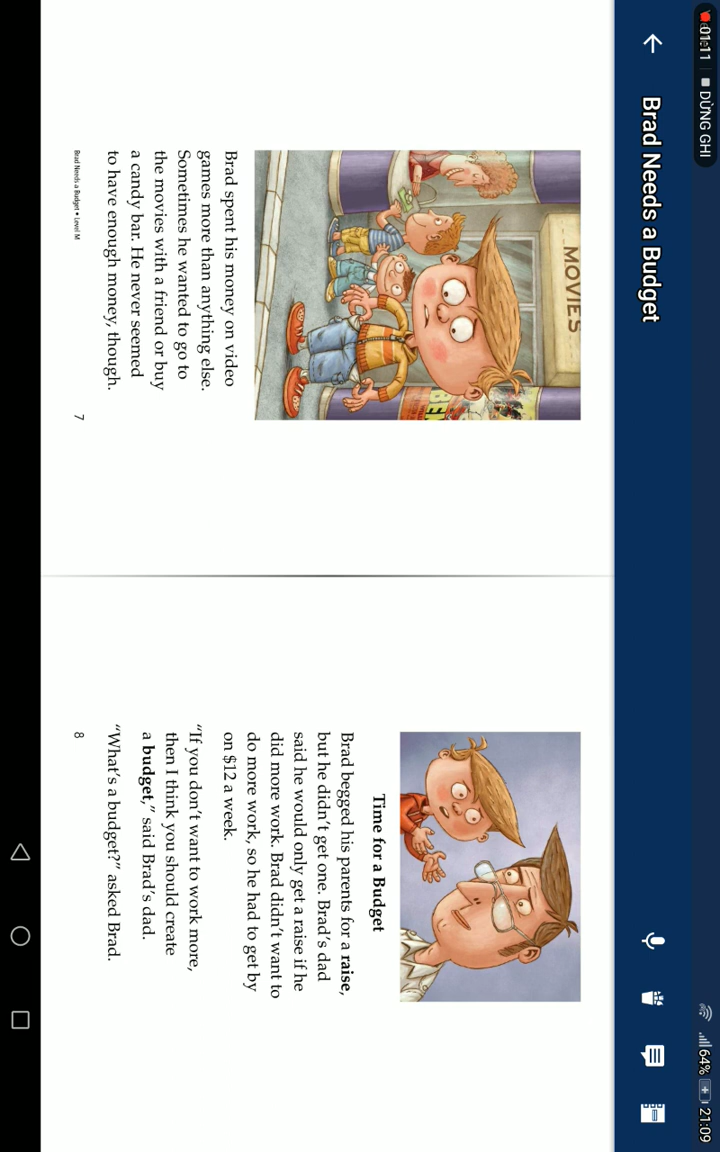 01:11 DỪNG GHI
64% 21:09
Brad Needs a Budget
MOVIES
Brad spent his money on video
games more than anything else.
Sometimes he wanted to go to
the movies with a friend or buy
a candy bar. He never seemed
to have enough money, though.
Brad Needs a Budget • Level M
7
Time for a Budget
Brad begged his parents for a raise,
but he didn't get one. Brad's dad
said he would only get a raise if he
did more work. Brad didn't want to
do more work, so he had to get by
on $12 a week.
"If you don't want to work more,
then I think you should create
a budget," said Brad's dad.
"What's a budget?" asked Brad.
8